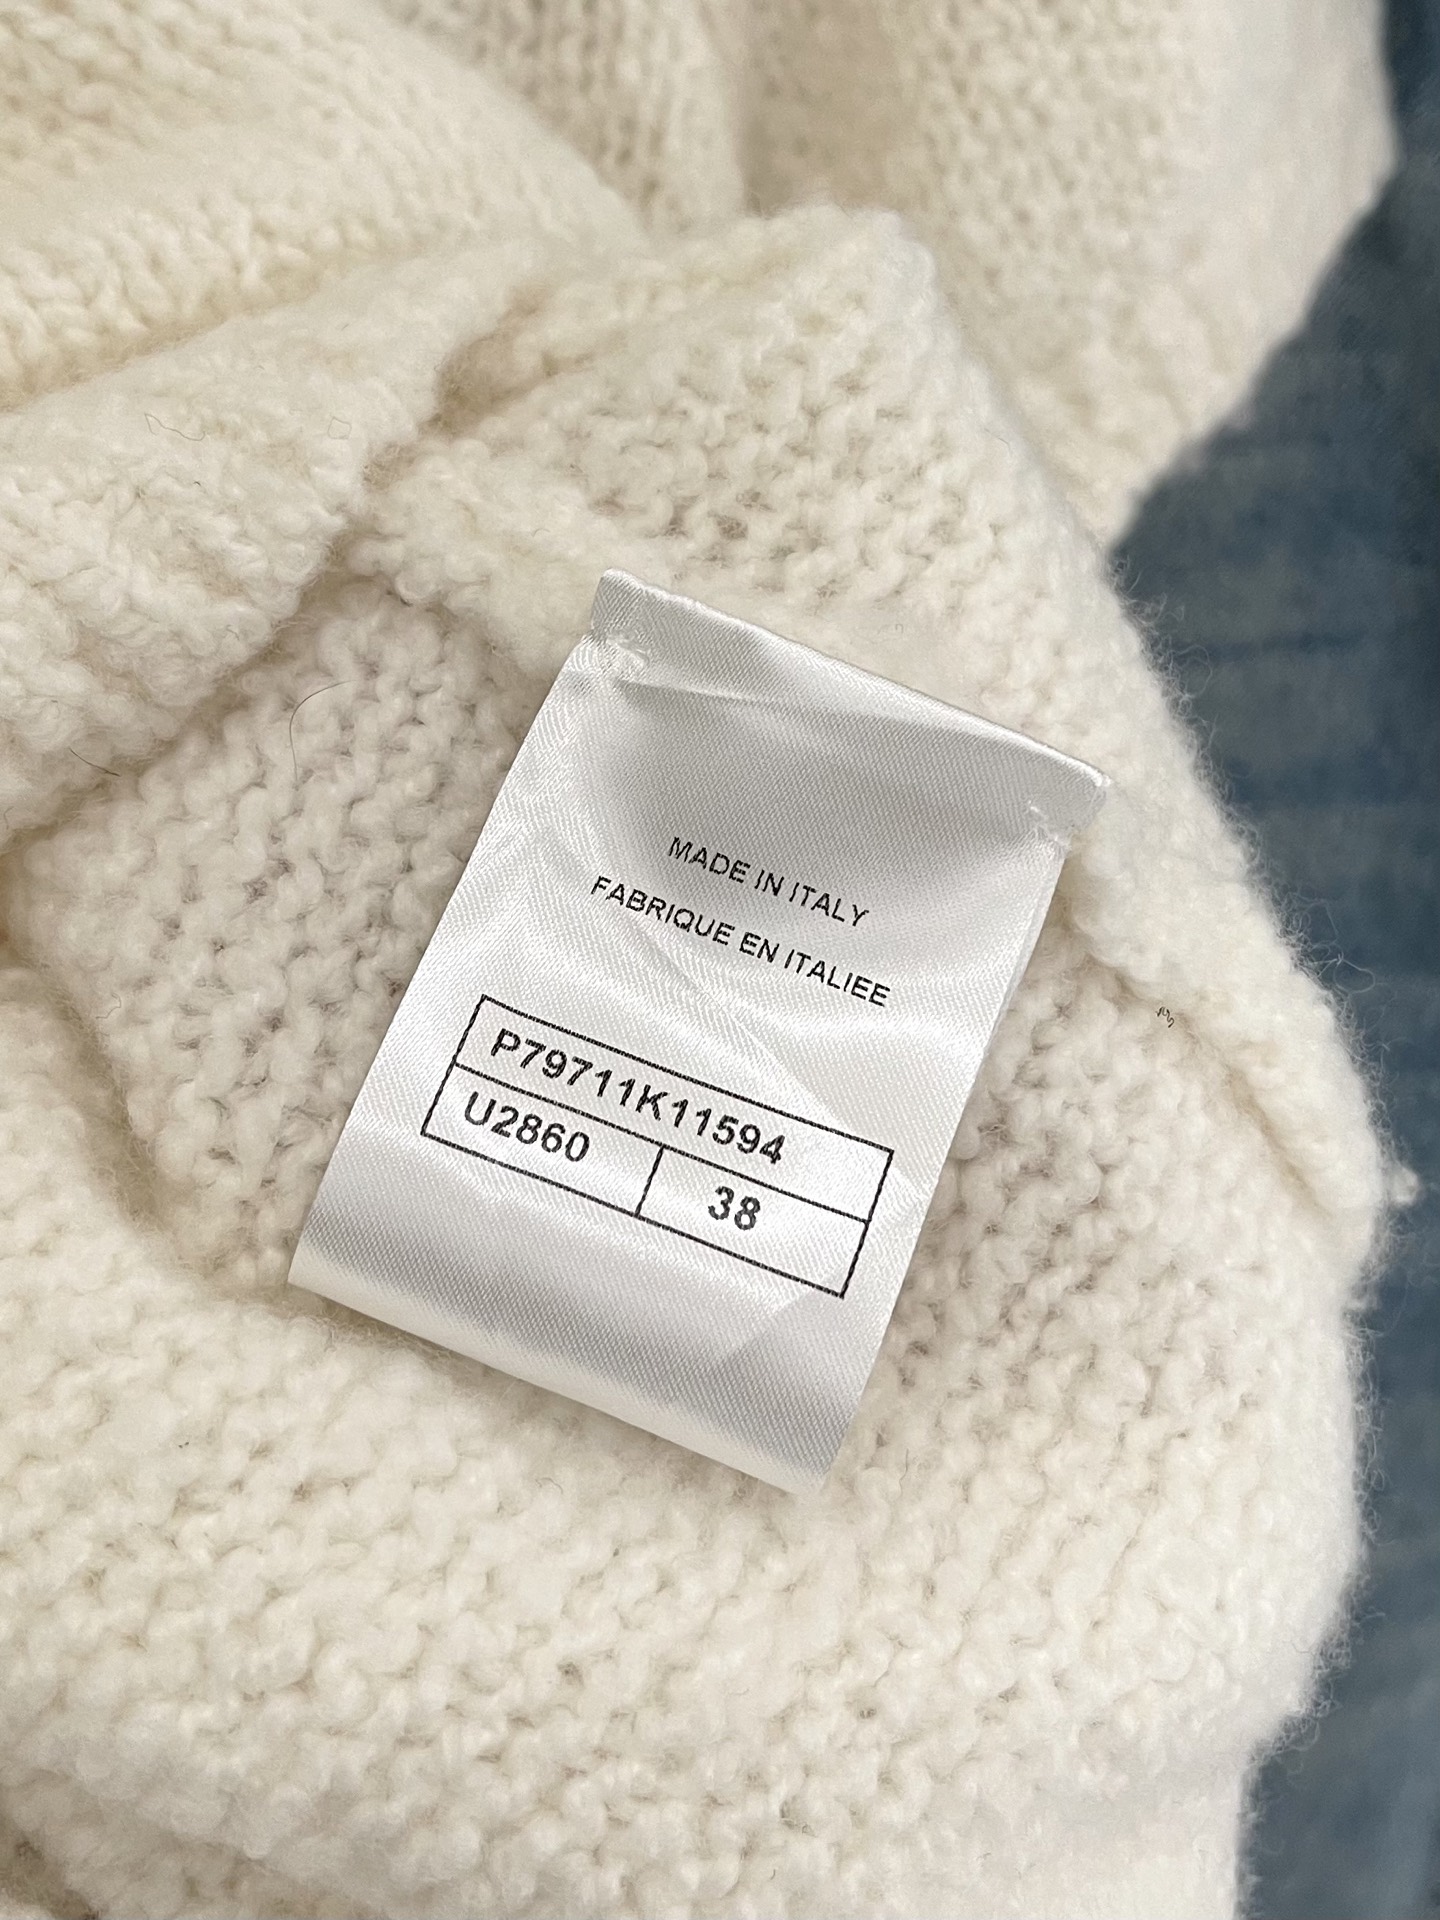 MADE IN ITALY
FABRIQUE EN ITALIEE
P79711K11594
U2860 38